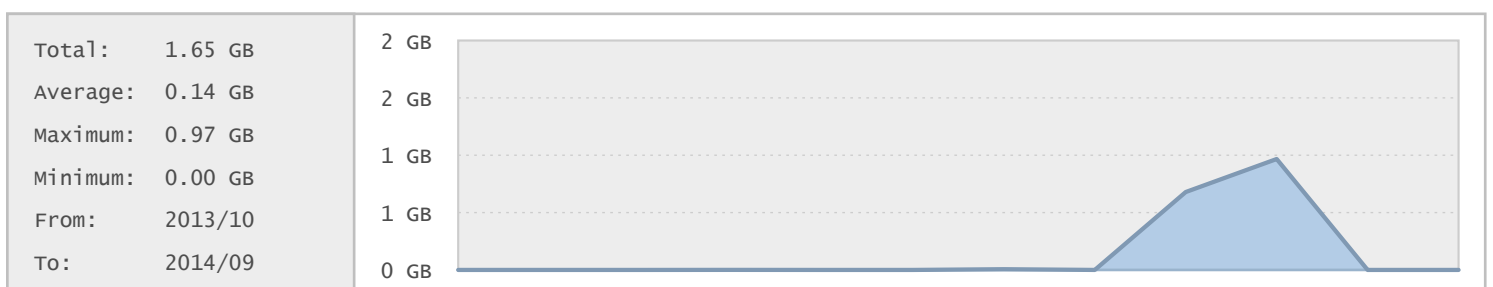 Total: 1.65 GB
Average: 0.14 GB
Maximum: 0.97 GB
Minimum: 0.00 GB
From: 2013/10
To: 2014/09
2 GB
2 GB
1 GB
1 GB
0 GB